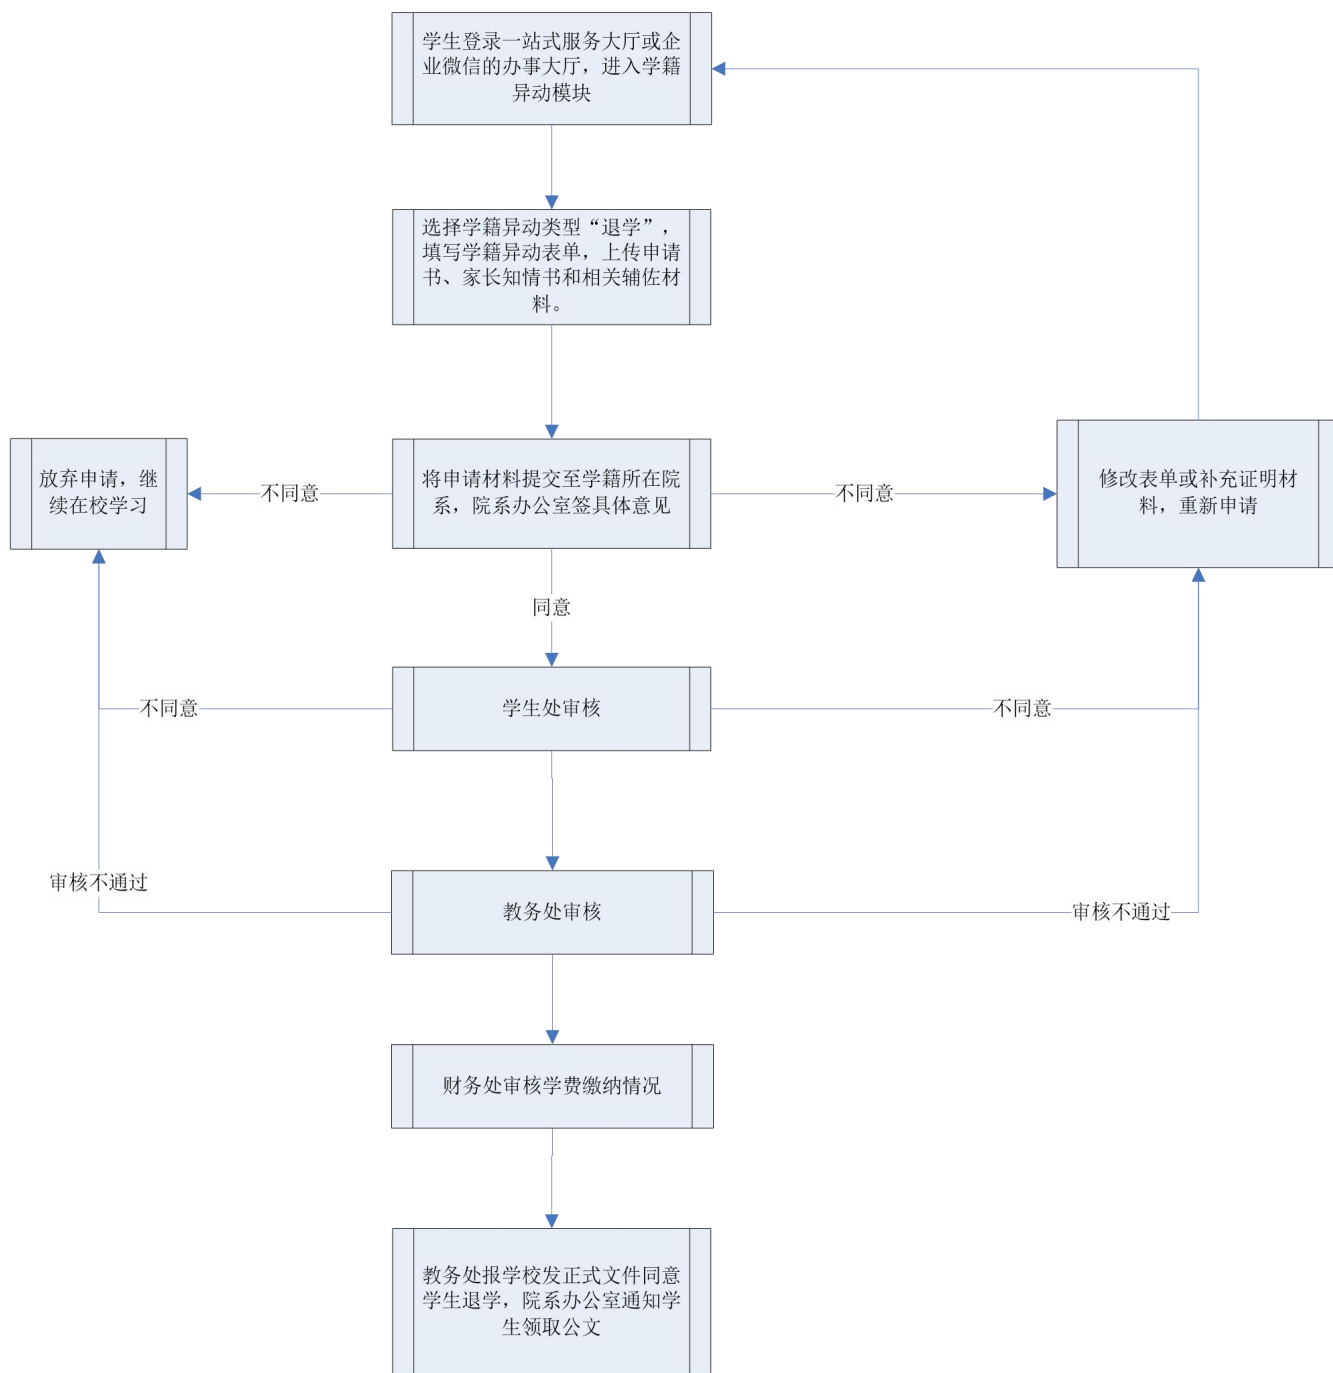 学生登录一站式服务大厅或企
业微信的办事大厅，进入学籍
异动模块
选择学籍异动类型“退学”，
填写学籍异动表单，上传申请
书、家长知情书和相关辅佐材
料。
放弃申请，继
续在校学习
不同意
将申请材料提交至学籍所在院
系，院系办公室签具体意见
不同意
修改表单或补充证明材
料，重新申请
同意
不同意
学生处审核
不同意
审核不通过
教务处审核
审核不通过
财务处审核学费缴纳情况
教务处报学校发正式文件同意
学生退学，院系办公室通知学
生领取公文